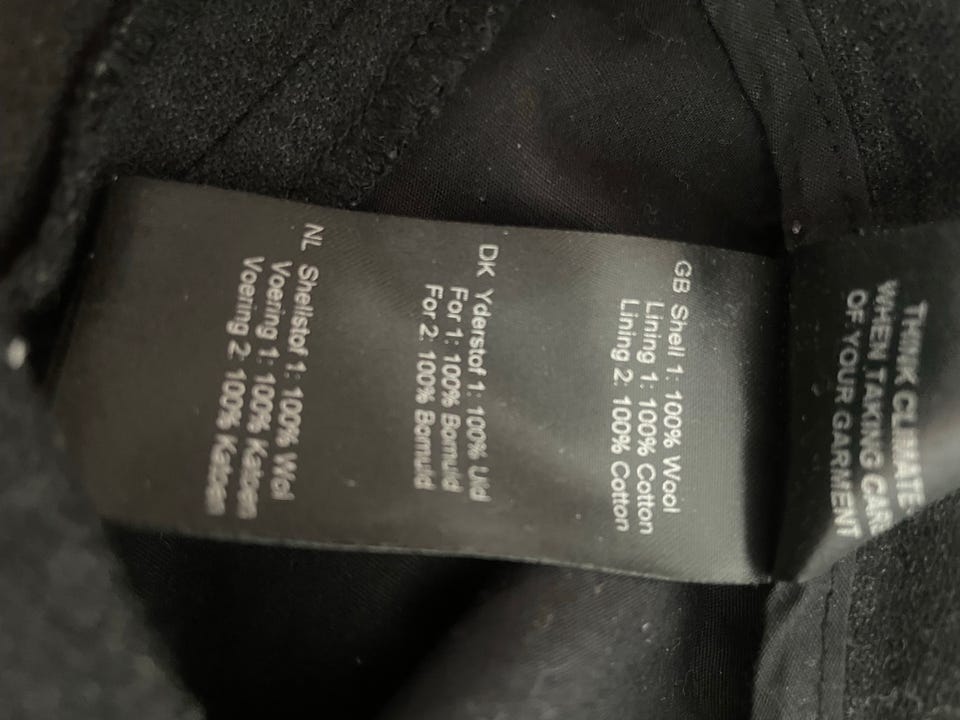 THINK CLIMATE
WHEN TAKING CARE
OF YOUR GARMENT
GB Shell 1: 100% Wool
Lining 1: 100% Cotton
Lining 2: 100% Cotton
DK Yderstof 1: 100% Uld
For 1: 100% Bomuld
For 2: 100% Bomuld
NL Shellstof 1: 100% Wol
Voering 1: 100% Katoen
Voering 2: 100% Katoen